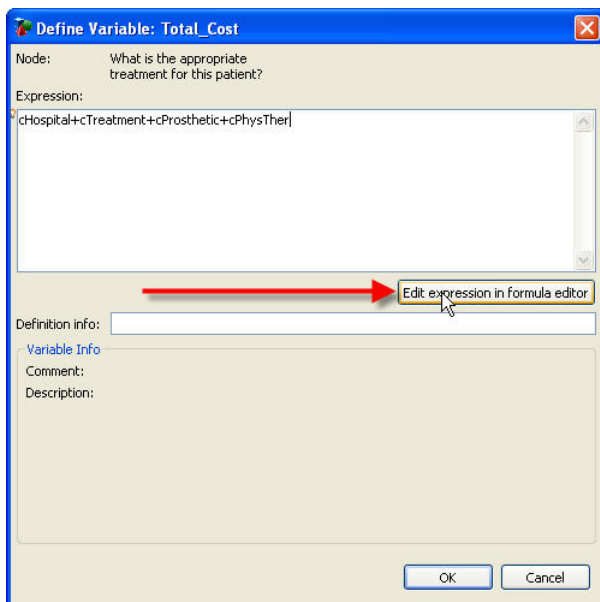 Define Variable: Total_Cost
Node: What is the appropriate
treatment for this patient?
Expression:
cHospital+cTreatment+cProsthetic+cPhysTher
Edit expression in formula editor
Definition info:
Variable Info
Comment:
Description:
OK Cancel